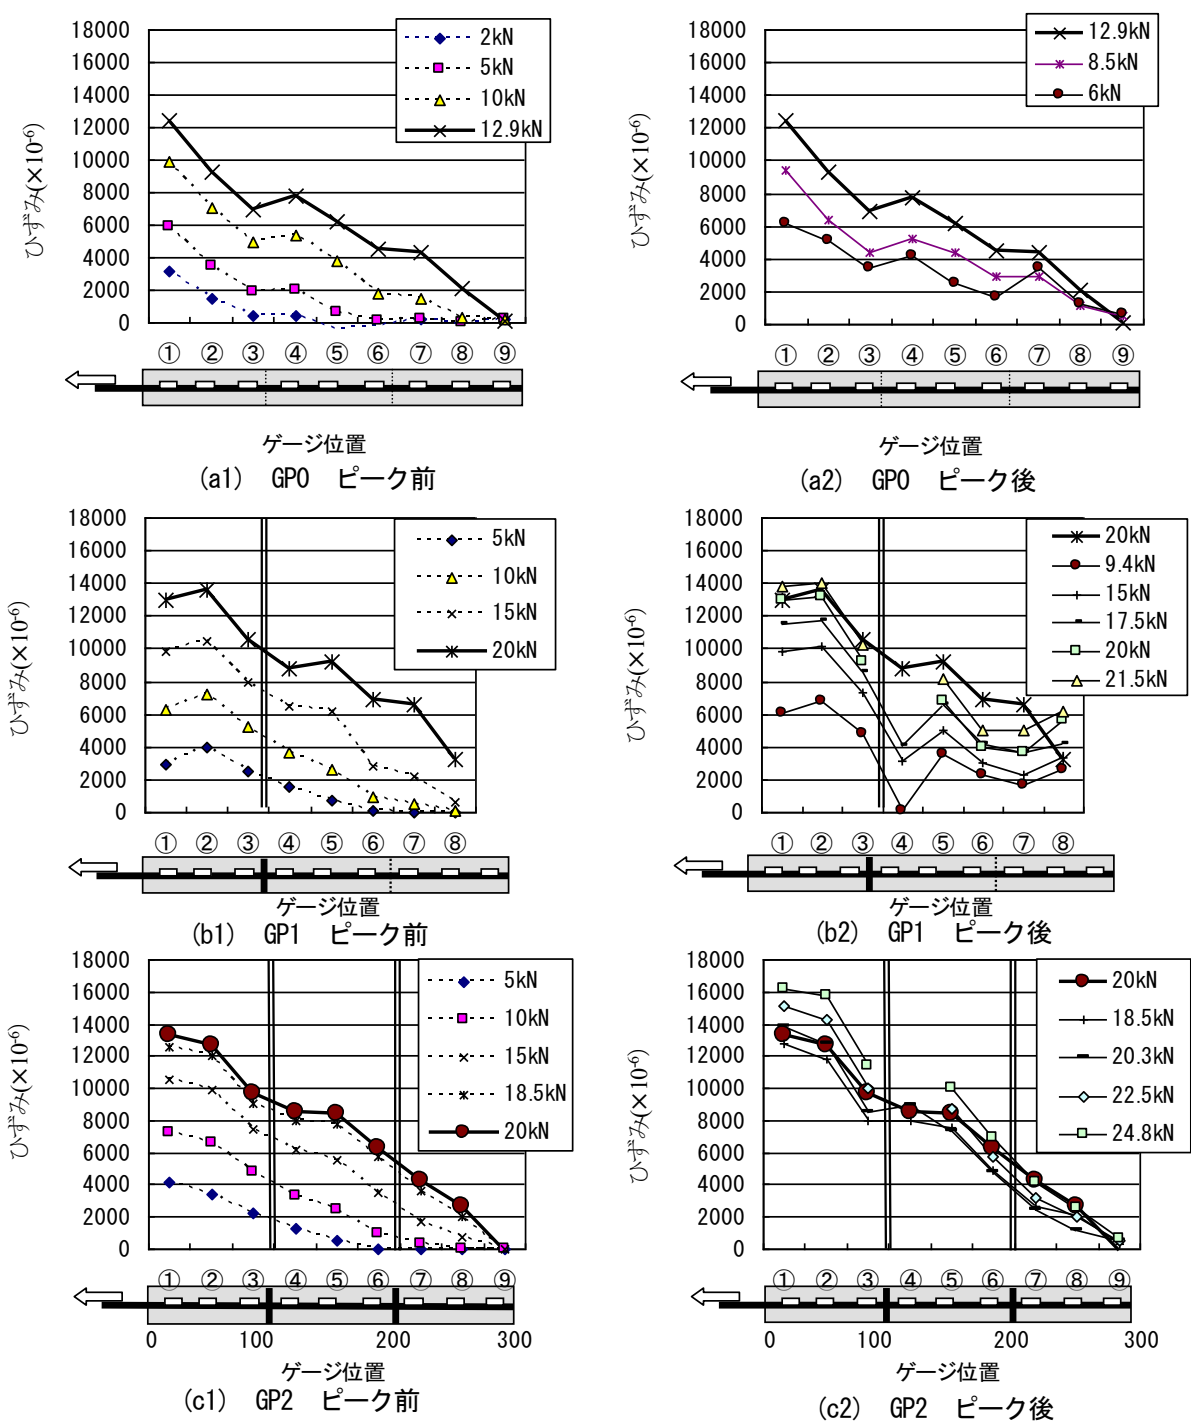 18000
16000
14000
12000
10000
8000
6000
4000
2000
0
ひずみ(×10-6)
2kN
5kN
10kN
12.9kN
① ② ③ ④ ⑤ ⑥ ⑦ ⑧ ⑨
ゲージ位置
(a1) GP0 ピーク前
18000
16000
14000
12000
10000
8000
6000
4000
2000
0
ひずみ(×10-6)
12.9kN
8.5kN
6kN
① ② ③ ④ ⑤ ⑥ ⑦ ⑧ ⑨
ゲージ位置
(a2) GP0 ピーク後
18000
16000
14000
12000
10000
8000
6000
4000
2000
0
ひずみ(×10-6)
5kN
10kN
15kN
20kN
① ② ③ ④ ⑤ ⑥ ⑦ ⑧
ゲージ位置
(b1) GP1 ピーク前
18000
16000
14000
12000
10000
8000
6000
4000
2000
0
ひずみ(×10-6)
20kN
9.4kN
15kN
17.5kN
20kN
21.5kN
① ② ③ ④ ⑤ ⑥ ⑦ ⑧
ゲージ位置
(b2) GP1 ピーク後
18000
16000
14000
12000
10000
8000
6000
4000
2000
0
ひずみ(×10-6)
5kN
10kN
15kN
18.5kN
20kN
① ② ③ ④ ⑤ ⑥ ⑦ ⑧ ⑨
0 100 200 300
ゲージ位置
(c1) GP2 ピーク前
18000
16000
14000
12000
10000
8000
6000
4000
2000
0
ひずみ(×10-6)
20kN
18.5kN
20.3kN
22.5kN
24.8kN
① ② ③ ④ ⑤ ⑥ ⑦ ⑧ ⑨
0 100 200 300
ゲージ位置
(c2) GP2 ピーク後